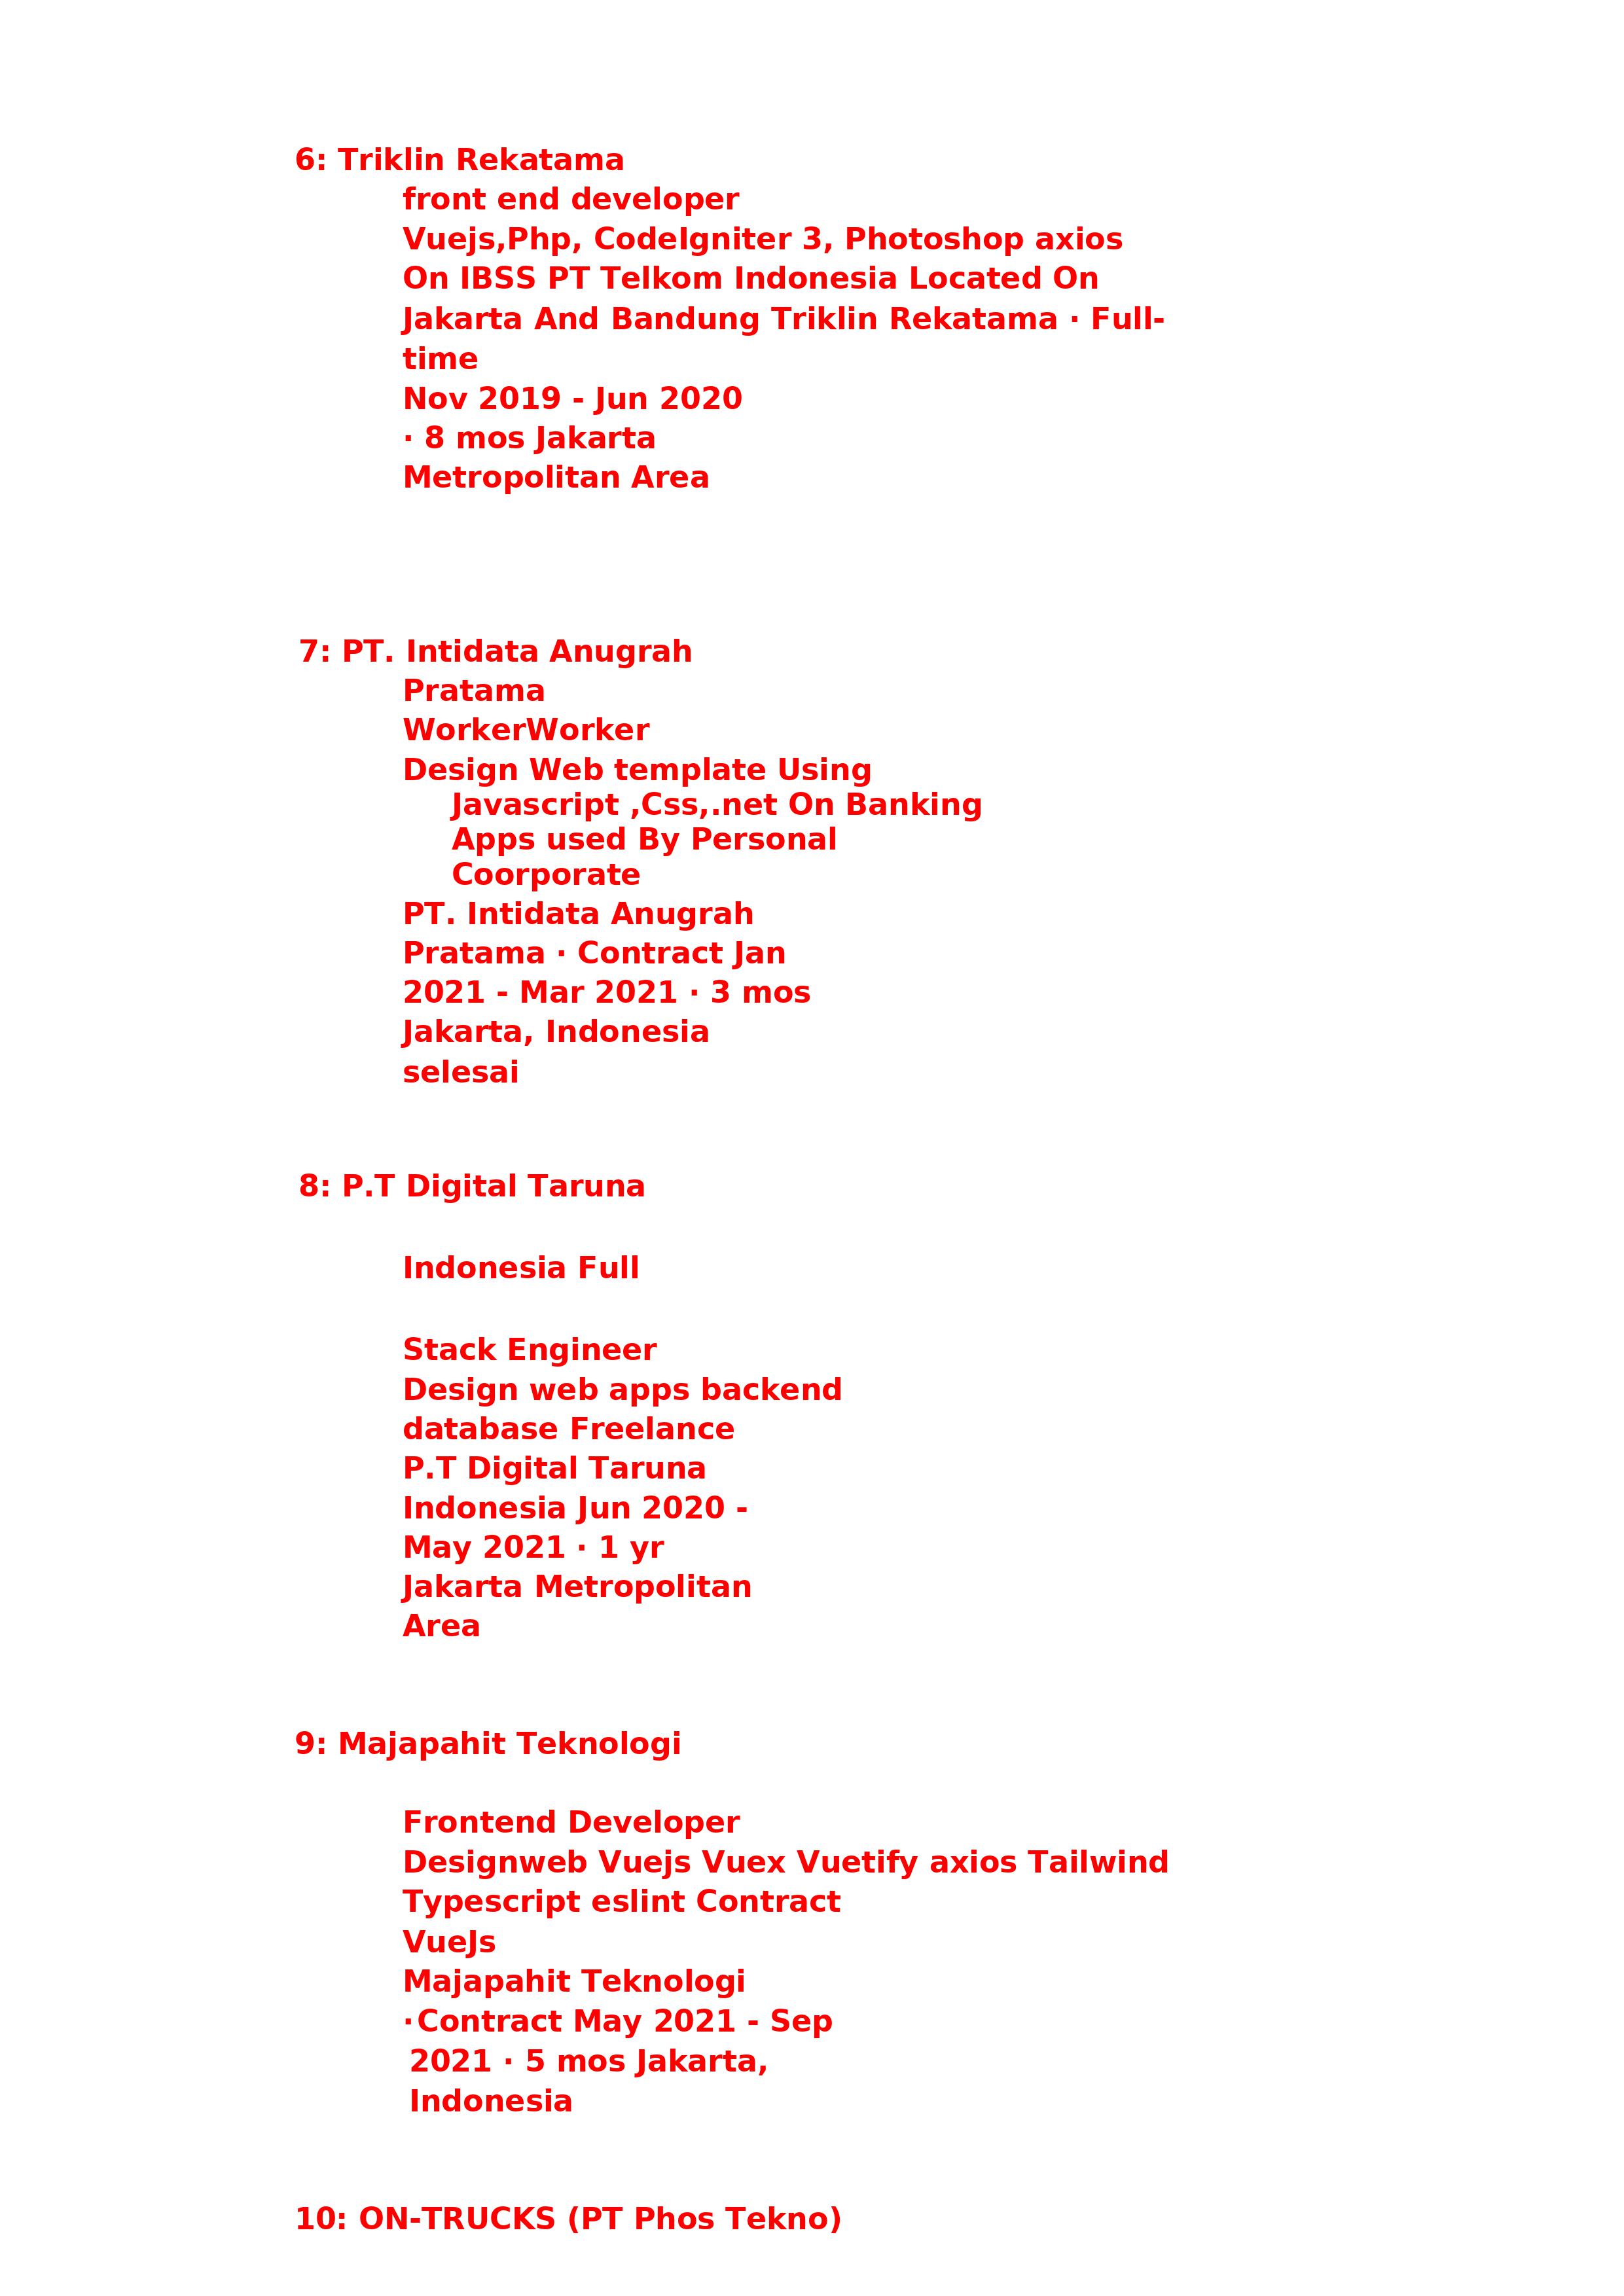 6: Triklin Rekatama
front end developer
Vuejs,Php, CodeIgniter 3, Photoshop axios
On IBSS PT Telkom Indonesia Located On
Jakarta And Bandung Triklin Rekatama · Full-
time
Nov 2019 - Jun 2020
· 8 mos Jakarta
Metropolitan Area
7: PT. Intidata Anugrah
Pratama
WorkerWorker
Design Web template Using
Javascript ,Css,.net On Banking
Apps used By Personal
Coorporate
PT. Intidata Anugrah
Pratama · Contract Jan
2021 - Mar 2021 · 3 mos
Jakarta, Indonesia
selesai
8: P.T Digital Taruna
Indonesia Full
Stack Engineer
Design web apps backend
database Freelance
P.T Digital Taruna
Indonesia Jun 2020 -
May 2021 · 1 yr
Jakarta Metropolitan
Area
9: Majapahit Teknologi
Frontend Developer
Designweb Vuejs Vuex Vuetify axios Tailwind
Typescript eslint Contract
VueJs
Majapahit Teknologi
·Contract May 2021 - Sep
2021 · 5 mos Jakarta,
Indonesia
10: ON-TRUCKS (PT Phos Tekno)